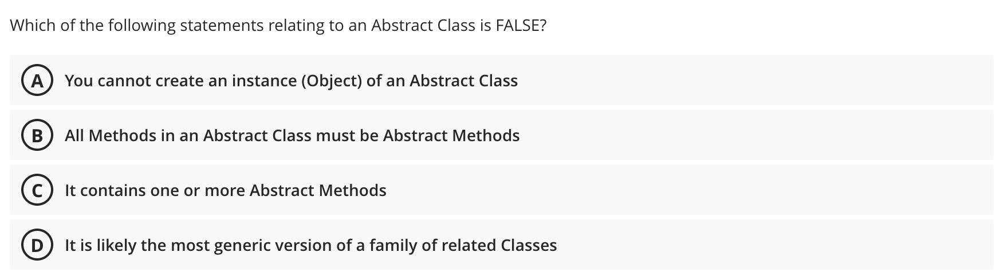 Which of the following statements relating to an Abstract Class is FALSE?
A You cannot create an instance (Object) of an Abstract Class
B All Methods in an Abstract Class must be Abstract Methods
C It contains one or more Abstract Methods
D It is likely the most generic version of a family of related Classes